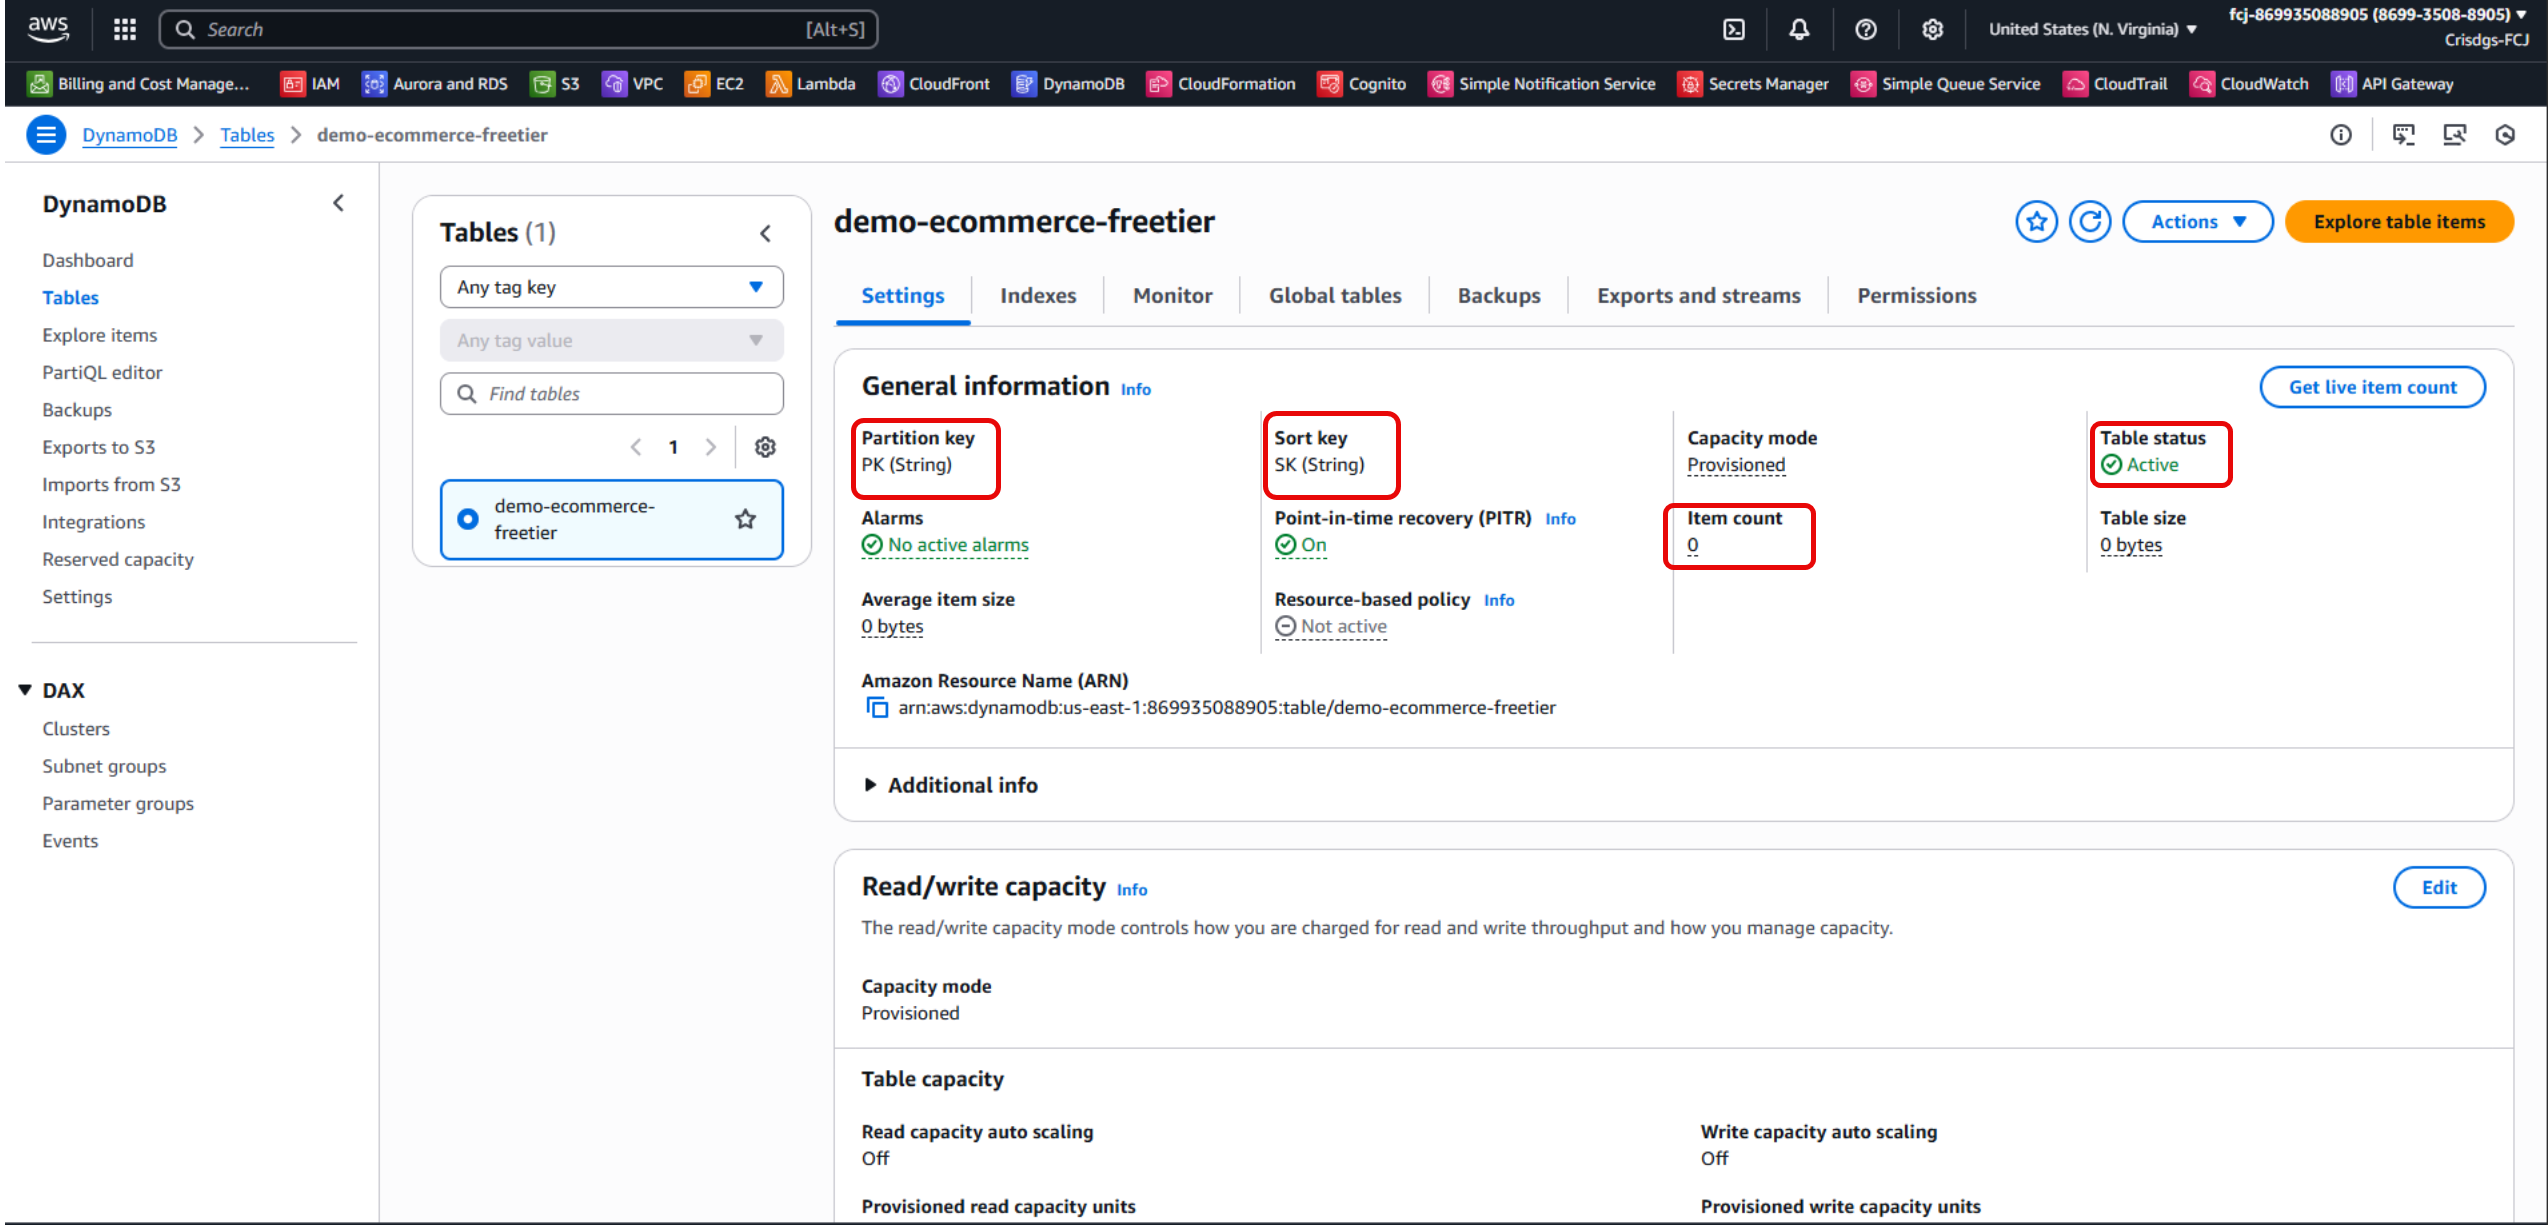 aws
Search
[Alt+S]
United States (N. Virginia)
fcj-869935088905 (8699-3508-8905)
Crisdgs-FCJ
Billing and Cost Manage...
IAM
Aurora and RDS
S3
VPC
EC2
Lambda
CloudFront
DynamoDB
CloudFormation
Cognito
Simple Notification Service
Secrets Manager
Simple Queue Service
CloudTrail
CloudWatch
API Gateway
DynamoDB
Tables
demo-ecommerce-freetier
DynamoDB
Dashboard
Tables
Explore items
PartiQL editor
Backups
Exports to S3
Imports from S3
Integrations
Reserved capacity
Settings
DAX
Clusters
Subnet groups
Parameter groups
Events
Tables (1)
Any tag key
Any tag value
Find tables
1
demo-ecommerce-
freetier
demo-ecommerce-freetier
Actions
Explore table items
Settings
Indexes
Monitor
Global tables
Backups
Exports and streams
Permissions
General information Info
Get live item count
Partition key
PK (String)
Sort key
SK (String)
Capacity mode
Provisioned
Table status
Active
Alarms
No active alarms
Point-in-time recovery (PITR) Info
On
Item count
0
Table size
0 bytes
Average item size
0 bytes
Resource-based policy Info
Not active
Amazon Resource Name (ARN)
arn:aws:dynamodb:us-east-1:869935088905:table/demo-ecommerce-freetier
Additional info
Read/write capacity Info
Edit
The read/write capacity mode controls how you are charged for read and write throughput and how you manage capacity.
Capacity mode
Provisioned
Table capacity
Read capacity auto scaling
Off
Write capacity auto scaling
Off
Provisioned read capacity units
Provisioned write capacity units